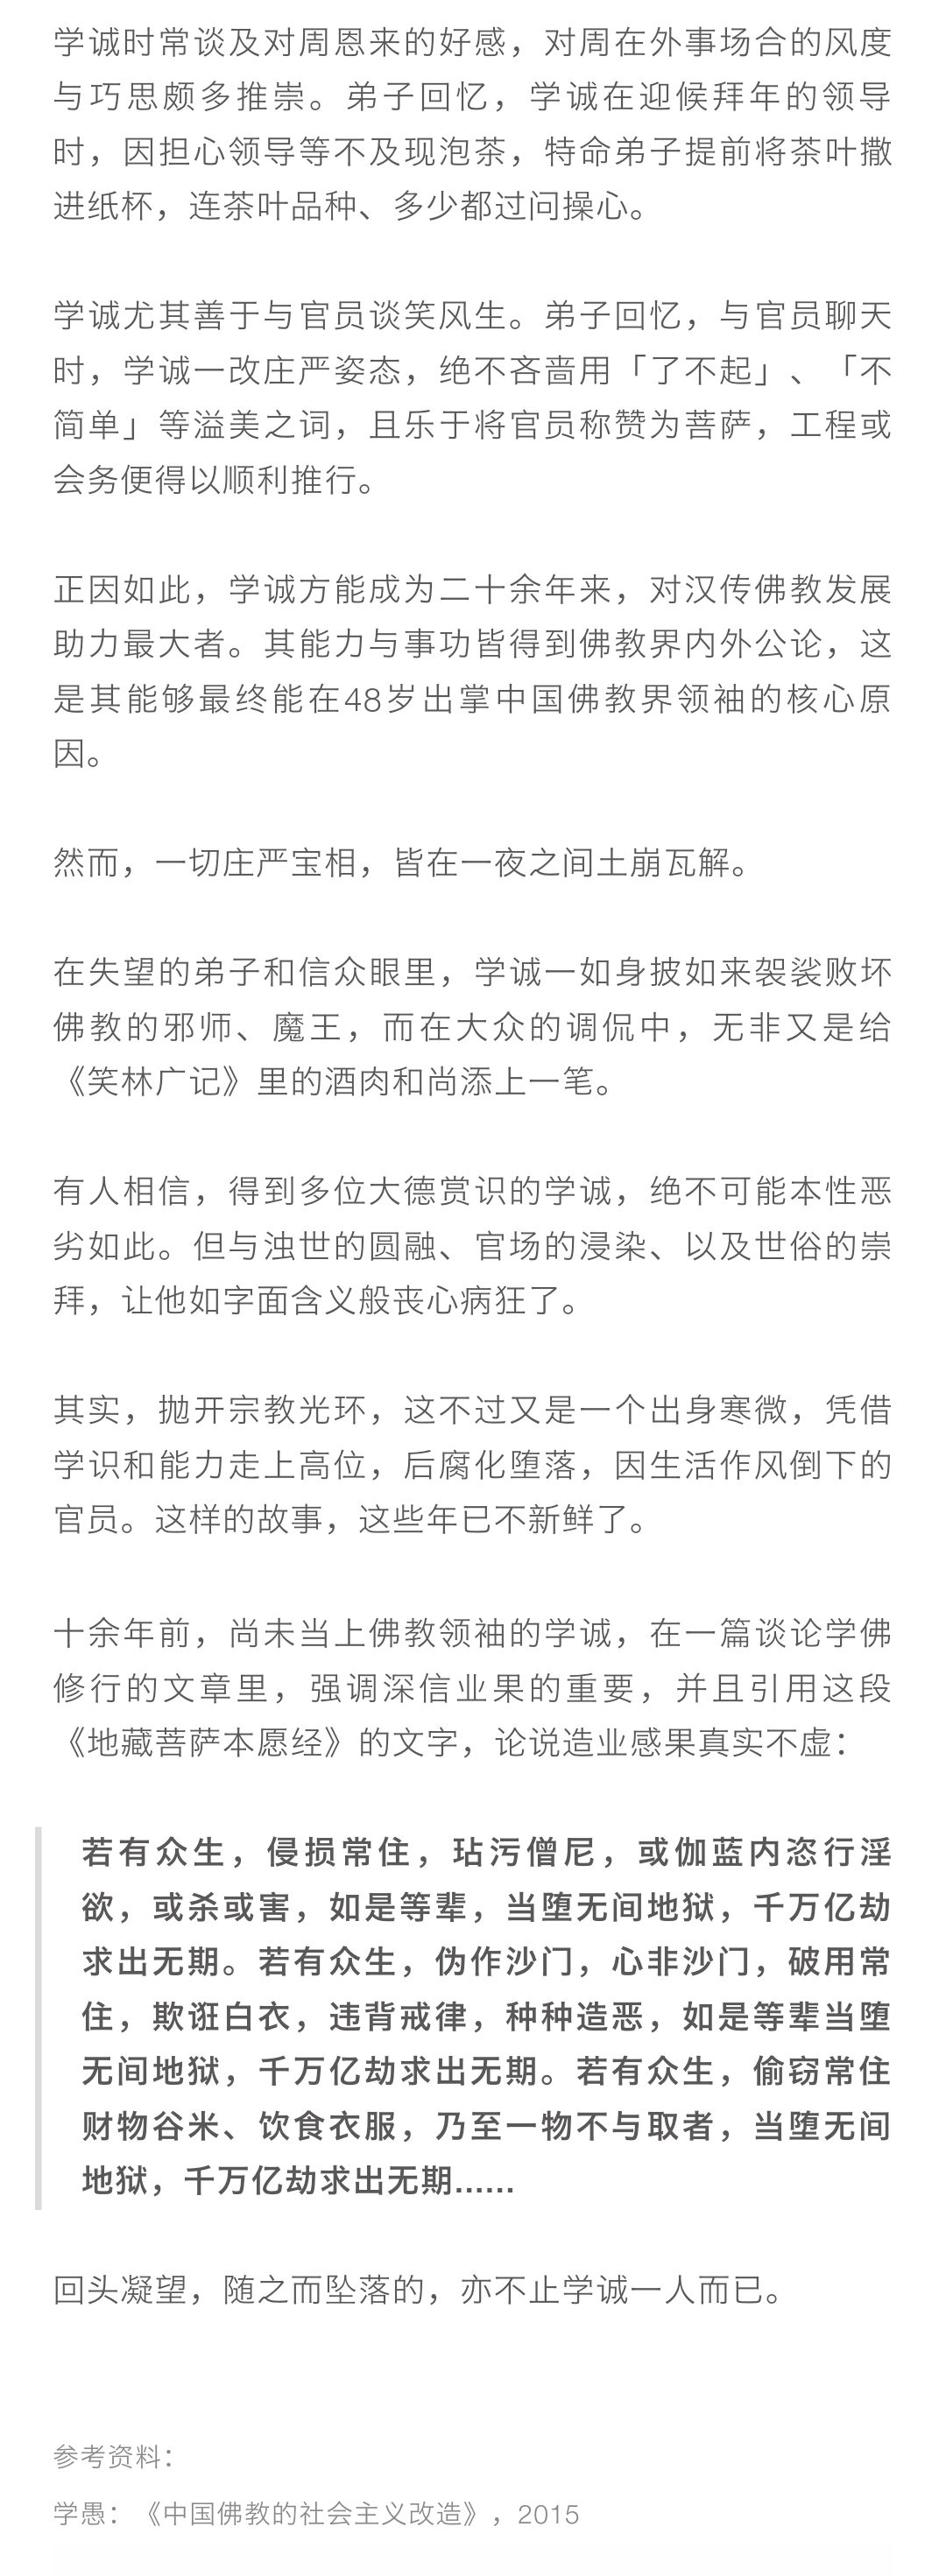 学诚时常谈及对周恩来的好感，对周在外事场合的风度
与巧思颇多推崇。弟子回忆，学诚在迎候拜年的领导
时，因担心领导等不及现泡茶，特命弟子提前将茶叶撒
进纸杯，连茶叶品种、多少都过问操心。
学诚尤其善于与官员谈笑风生。弟子回忆，与官员聊天
时，学诚一改庄严姿态，绝不吝啬用「了不起」、「不
简单」等溢美之词，且乐于将官员称赞为菩萨，工程或
会务便得以顺利推行。
正因如此，学诚方能成为二十余年来，对汉传佛教发展
助力最大者。其能力与事功皆得到佛教界内外公论，这
是其能够最终能在48岁出掌中国佛教界领袖的核心原
因。
然而，一切庄严宝相，皆在一夜之间土崩瓦解。
在失望的弟子和信众眼里，学诚一如身披如来袈裟败坏
佛教的邪师、魔王，而在大众的调侃中，无非又是给
《笑林广记》里的酒肉和尚添上一笔。
有人相信，得到多位大德赏识的学诚，绝不可能本性恶
劣如此。但与浊世的圆融、官场的浸染、以及世俗的崇
拜，让他如字面含义般丧心病狂了。
其实，抛开宗教光环，这不过又是一个出身寒微，凭借
学识和能力走上高位，后腐化堕落，因生活作风倒下的
官员。这样的故事，这些年已不新鲜了。
十余年前，尚未当上佛教领袖的学诚，在一篇谈论学佛
修行的文章里，强调深信业果的重要，并且引用这段
《地藏菩萨本愿经》的文字，论说造业感果真实不虚：
若有众生，侵损常住，玷污僧尼，或伽蓝内恣行淫
欲，或杀或害，如是等辈，当堕无间地狱，千万亿劫
求出无期。若有众生，伪作沙门，心非沙门，破用常
住，欺诳白衣，违背戒律，种种造恶，如是等辈当堕
无间地狱，千万亿劫求出无期。若有众生，偷窃常住
财物谷米、饮食衣服，乃至一物不与取者，当堕无间
地狱，千万亿劫求出无期......
回头凝望，随之而坠落的，亦不止学诚一人而已。
参考资料：
学愚：《中国佛教的社会主义改造》，2015